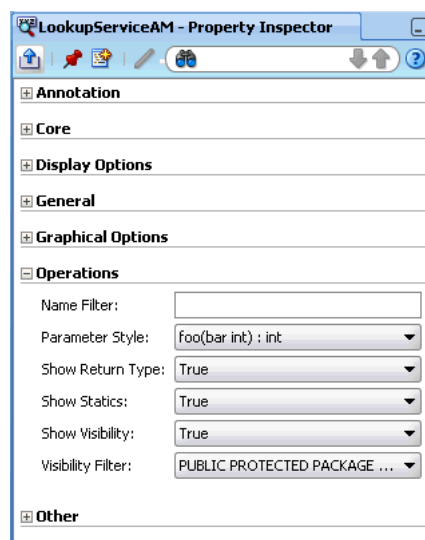 LookupServiceAM - Property Inspector
Annotation
Core
Display Options
General
Graphical Options
Operations
Name Filter:
Parameter Style: foo(bar int) : int
Show Return Type: True
Show Statics: True
Show Visibility: True
Visibility Filter: PUBLIC PROTECTED PACKAGE ...
Other